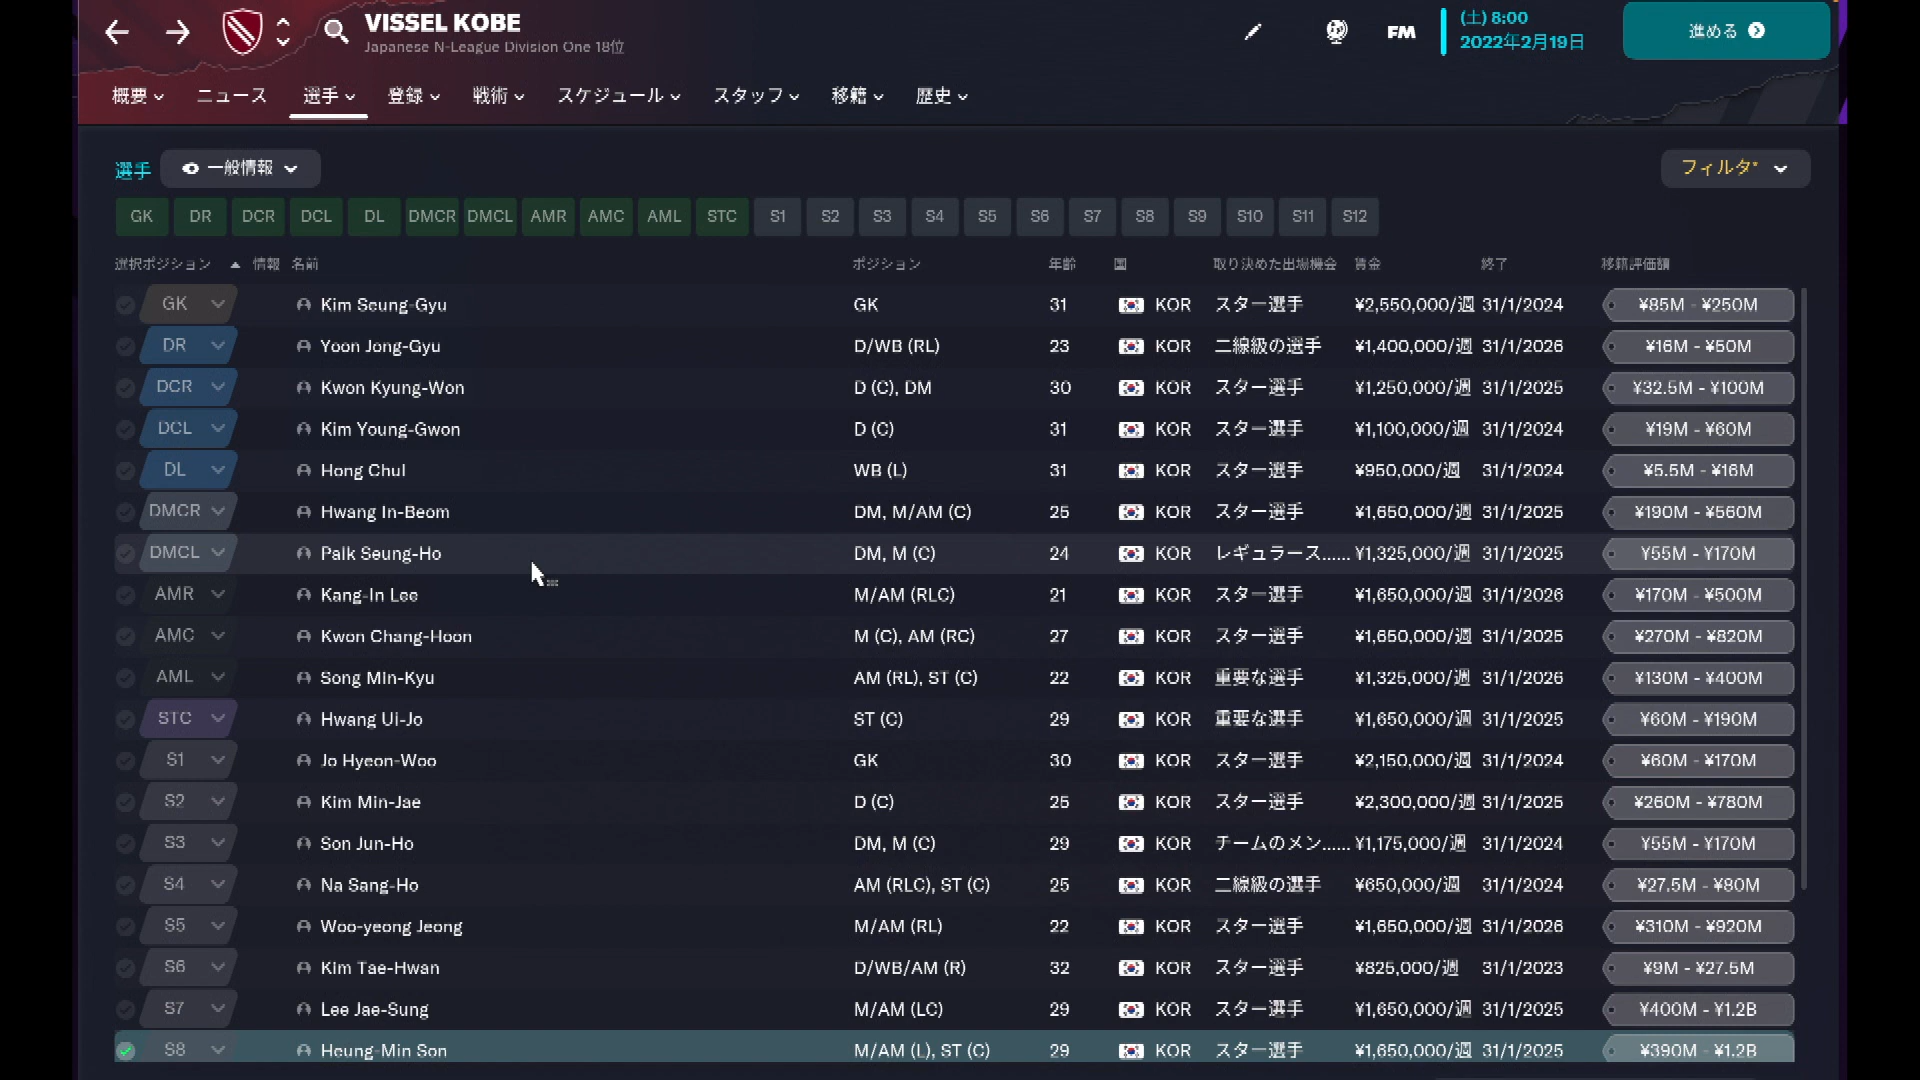 VISSEL KOBE
Japanese N-League Division One 18位
FM
(土) 8:00
2022年2月19日
進める
概要 ニュース 選手 登録 戦術 スケジュール スタッフ 移籍 歴史
選手 一般情報 フィルタ*
GK DR DCR DCL DL DMCR DMCL AMR AMC AML STC S1 S2 S3 S4 S5 S6 S7 S8 S9 S10 S11 S12
選択ポジション 情報 名前 ポジション 年齢 国 取り決めた出場機会 賃金 終了 移籍評価額
GK Kim Seung-Gyu GK 31 KOR スター選手 ¥2,550,000/週 31/1/2024 ¥85M - ¥250M
DR Yoon Jong-Gyu D/WB (RL) 23 KOR 二線級の選手 ¥1,400,000/週 31/1/2026 ¥16M - ¥50M
DCR Kwon Kyung-Won D (C), DM 30 KOR スター選手 ¥1,250,000/週 31/1/2025 ¥32.5M - ¥100M
DCL Kim Young-Gwon D (C) 31 KOR スター選手 ¥1,100,000/週 31/1/2024 ¥19M - ¥60M
DL Hong Chul WB (L) 31 KOR スター選手 ¥950,000/週 31/1/2024 ¥5.5M - ¥16M
DMCR Hwang In-Beom DM, M/AM (C) 25 KOR スター選手 ¥1,650,000/週 31/1/2025 ¥190M - ¥560M
DMCL Paik Seung-Ho DM, M (C) 24 KOR レギュラース...... ¥1,325,000/週 31/1/2025 ¥55M - ¥170M
AMR Kang-In Lee M/AM (RLC) 21 KOR スター選手 ¥1,650,000/週 31/1/2026 ¥170M - ¥500M
AMC Kwon Chang-Hoon M (C), AM (RC) 27 KOR スター選手 ¥1,650,000/週 31/1/2025 ¥270M - ¥820M
AML Song Min-Kyu AM (RL), ST (C) 22 KOR 重要な選手 ¥1,325,000/週 31/1/2026 ¥130M - ¥400M
STC Hwang Ui-Jo ST (C) 29 KOR 重要な選手 ¥1,650,000/週 31/1/2025 ¥60M - ¥190M
S1 Jo Hyeon-Woo GK 30 KOR スター選手 ¥2,150,000/週 31/1/2024 ¥60M - ¥170M
S2 Kim Min-Jae D (C) 25 KOR スター選手 ¥2,300,000/週 31/1/2025 ¥260M - ¥780M
S3 Son Jun-Ho DM, M (C) 29 KOR チームのメン...... ¥1,175,000/週 31/1/2024 ¥55M - ¥170M
S4 Na Sang-Ho AM (RLC), ST (C) 25 KOR 二線級の選手 ¥650,000/週 31/1/2024 ¥27.5M - ¥80M
S5 Woo-yeong Jeong M/AM (RL) 22 KOR スター選手 ¥1,650,000/週 31/1/2026 ¥310M - ¥920M
S6 Kim Tae-Hwan D/WB/AM (R) 32 KOR スター選手 ¥825,000/週 31/1/2023 ¥9M - ¥27.5M
S7 Lee Jae-Sung M/AM (LC) 29 KOR スター選手 ¥1,650,000/週 31/1/2025 ¥400M - ¥1.2B
S8 Heung-Min Son M/AM (L), ST (C) 29 KOR スター選手 ¥1,650,000/週 31/1/2025 ¥390M - ¥1.2B